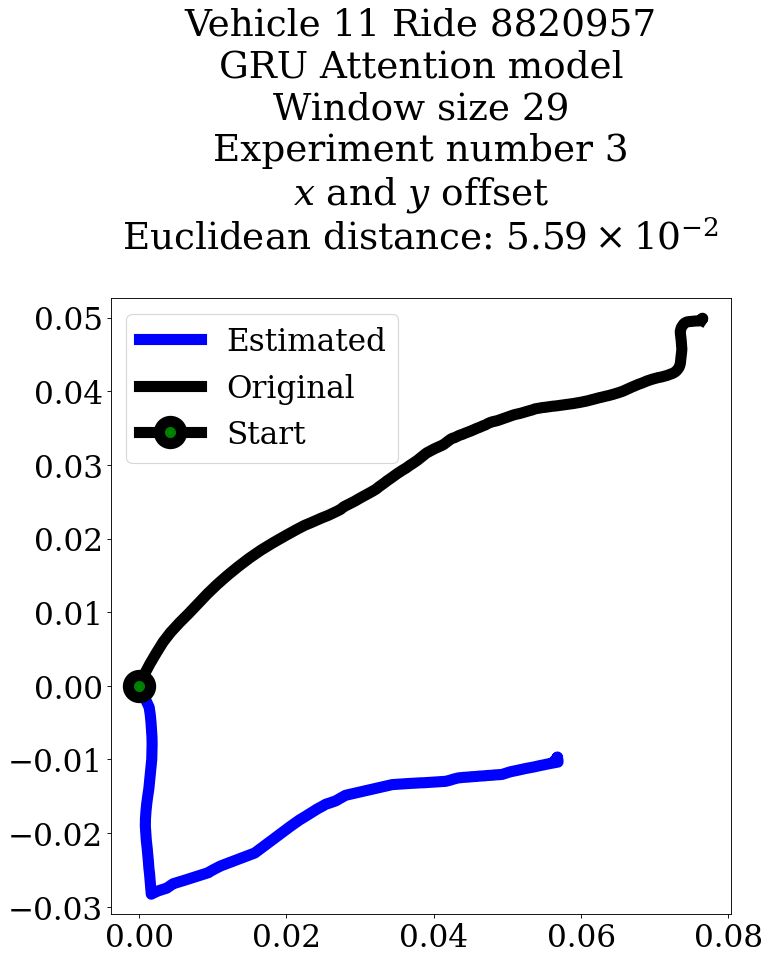 Vehicle 11 Ride 8820957
GRU Attention model
Window size 29
Experiment number 3
x and y offset
Euclidean distance: 5.59 × 10⁻²
Estimated
Original
Start
0.05
0.04
0.03
0.02
0.01
0.00
−0.01
−0.02
−0.03
0.00 0.02 0.04 0.06 0.08